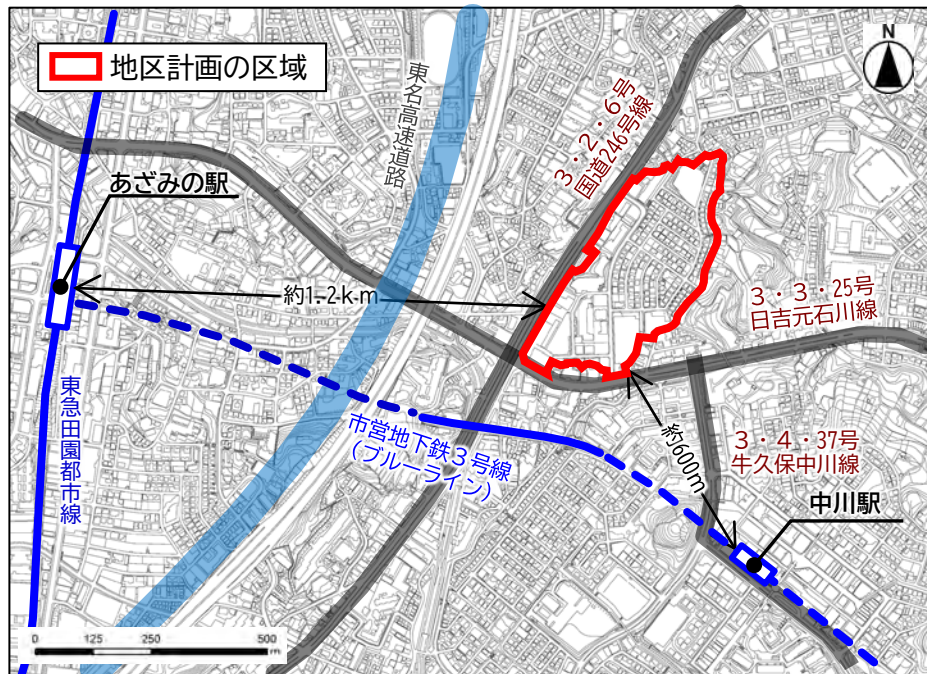 地区計画の区域
N
東名高速道路
3・2・6号
国道246号線
あざみの駅
約1.2km
3・3・25号
日吉元石川線
東急田園都市線
市営地下鉄3号線
(ブルーライン)
約600m
3・4・37号
牛久保中川線
中川駅
0 125 250 500
m